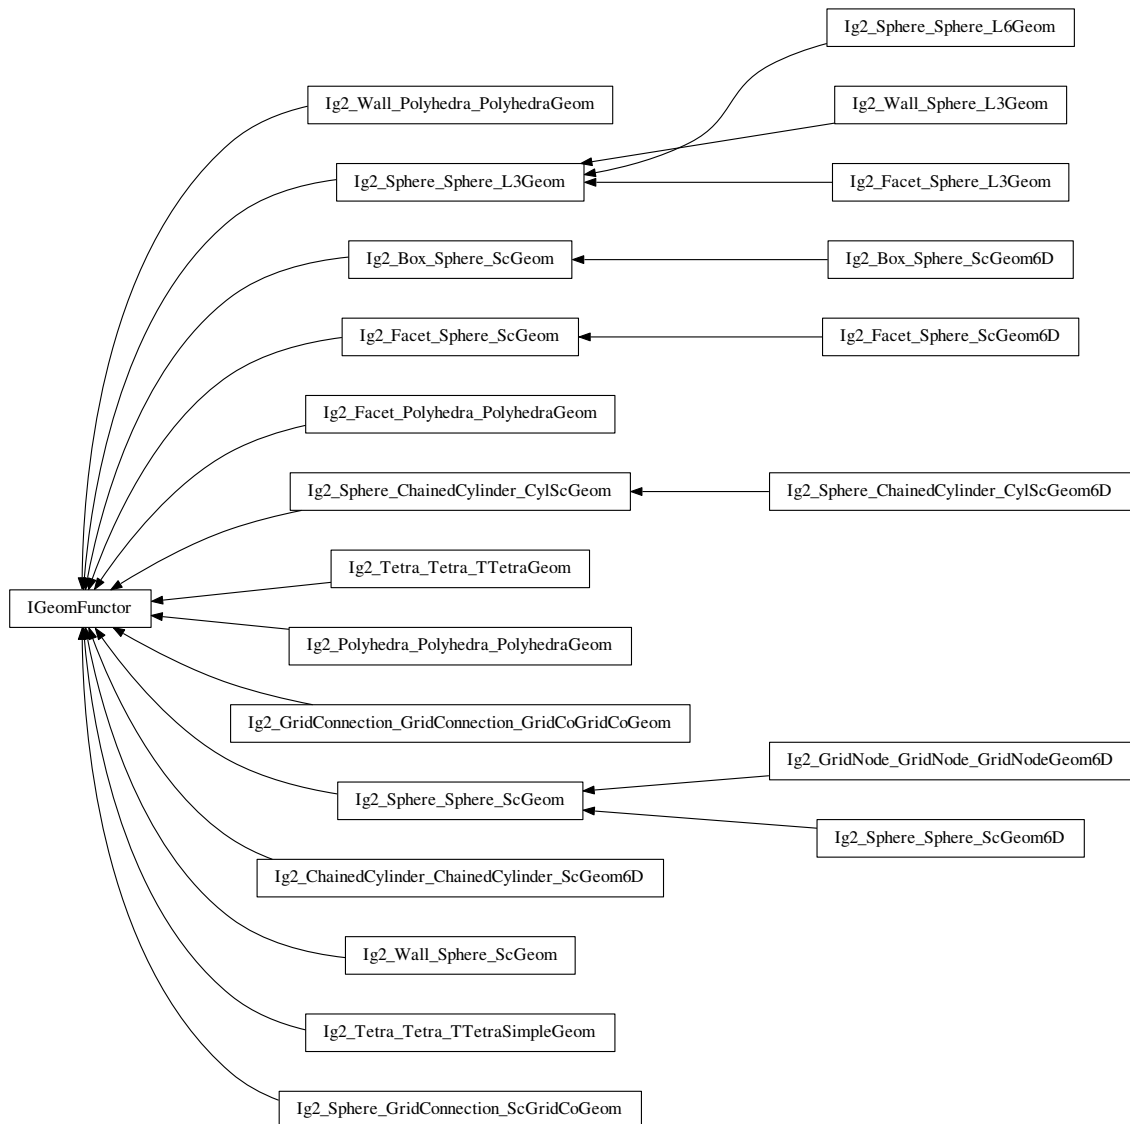 Ig2_Sphere_Sphere_L6Geom
Ig2_Wall_Polyhedra_PolyhedraGeom
Ig2_Wall_Sphere_L3Geom
Ig2_Sphere_Sphere_L3Geom
Ig2_Facet_Sphere_L3Geom
Ig2_Box_Sphere_ScGeom
Ig2_Box_Sphere_ScGeom6D
Ig2_Facet_Sphere_ScGeom
Ig2_Facet_Sphere_ScGeom6D
Ig2_Facet_Polyhedra_PolyhedraGeom
Ig2_Sphere_ChainedCylinder_CylScGeom
Ig2_Sphere_ChainedCylinder_CylScGeom6D
Ig2_Tetra_Tetra_TTetraGeom
IGeomFunctor
Ig2_Polyhedra_Polyhedra_PolyhedraGeom
Ig2_GridConnection_GridConnection_GridCoGridCoGeom
Ig2_GridNode_GridNode_GridNodeGeom6D
Ig2_Sphere_Sphere_ScGeom
Ig2_Sphere_Sphere_ScGeom6D
Ig2_ChainedCylinder_ChainedCylinder_ScGeom6D
Ig2_Wall_Sphere_ScGeom
Ig2_Tetra_Tetra_TTetraSimpleGeom
Ig2_Sphere_GridConnection_ScGridCoGeom